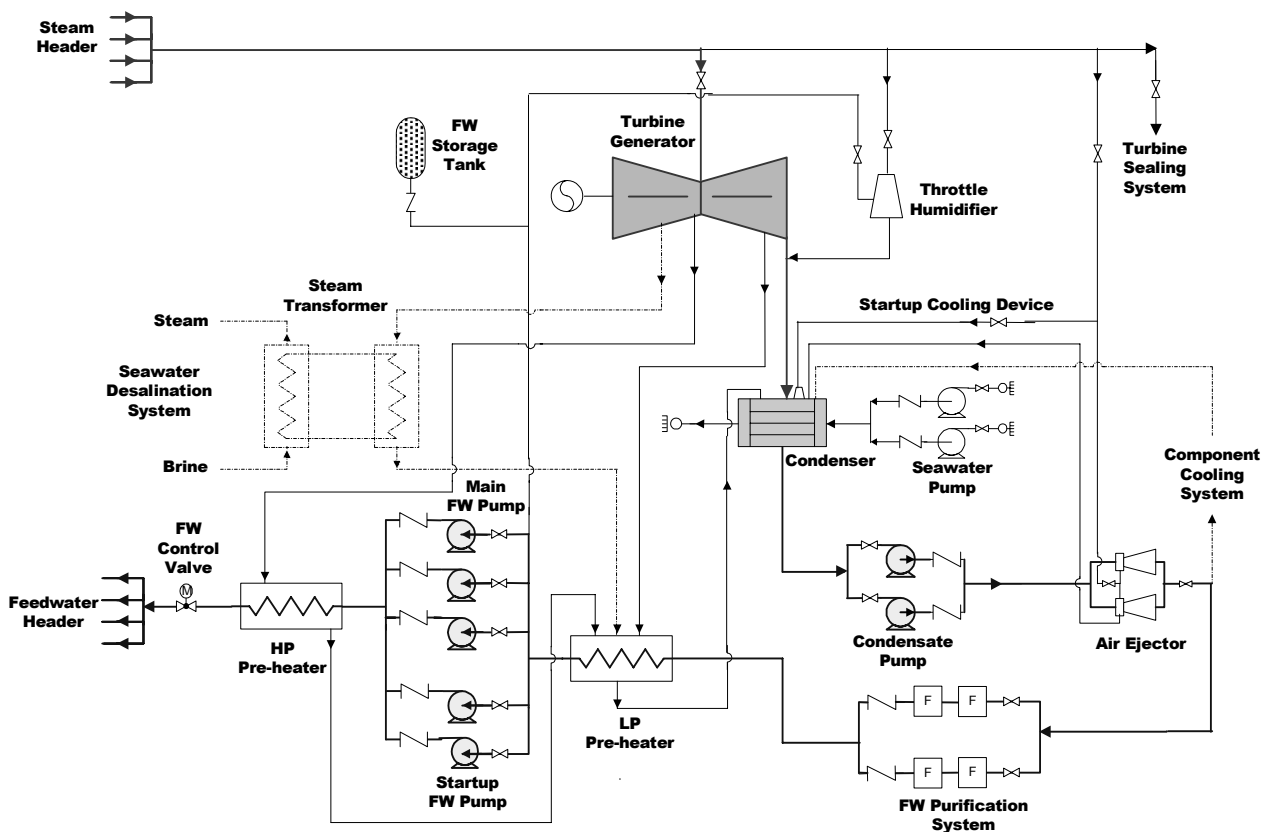 Steam
Header
FW
Storage
Tank
Turbine
Generator
Turbine
Sealing
System
Throttle
Humidifier
Steam
Transformer
Startup Cooling Device
Steam
Seawater
Desalination
System
Brine
Condenser
Seawater
Pump
Component
Cooling
System
Main
FW Pump
FW
Control
Valve
M
Feedwater
Header
HP
Pre-heater
Condensate
Pump
Air Ejector
LP
Pre-heater
F
F
F
F
Startup
FW Pump
FW Purification
System